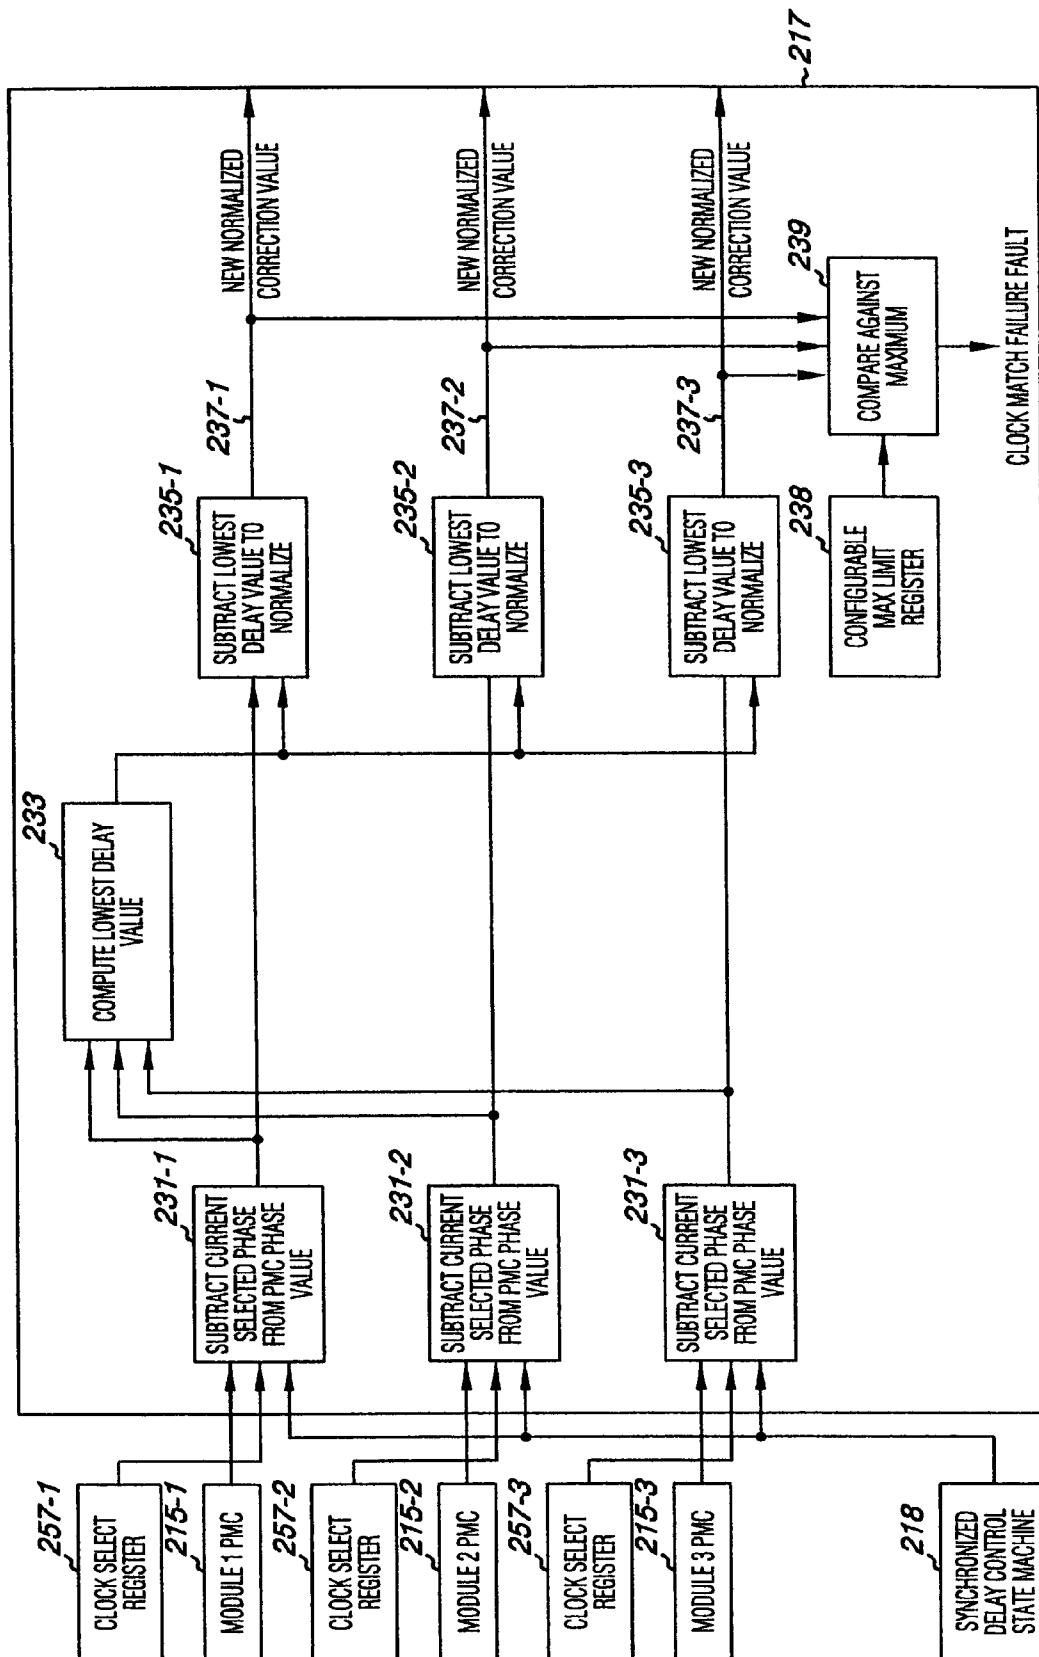 257-1
CLOCK SELECT
REGISTER
215-1
MODULE 1 PMC
257-2
CLOCK SELECT
REGISTER
215-2
MODULE 2 PMC
257-3
CLOCK SELECT
REGISTER
215-3
MODULE 3 PMC
218
SYNCHRONIZED
DELAY CONTROL
STATE MACHINE
231-1
SUBTRACT CURRENT
SELECTED PHASE
FROM PMC PHASE
VALUE
231-2
SUBTRACT CURRENT
SELECTED PHASE
FROM PMC PHASE
VALUE
231-3
SUBTRACT CURRENT
SELECTED PHASE
FROM PMC PHASE
VALUE
233
COMPUTE LOWEST DELAY
VALUE
235-1
SUBTRACT LOWEST
DELAY VALUE TO
NORMALIZE
235-2
SUBTRACT LOWEST
DELAY VALUE TO
NORMALIZE
235-3
SUBTRACT LOWEST
DELAY VALUE TO
NORMALIZE
238
CONFIGURABLE
MAX LIMIT
REGISTER
237-1
237-2
237-3
239
COMPARE AGAINST
MAXIMUM
CLOCK MATCH FAILURE FAULT
NEW NORMALIZED
CORRECTION VALUE
NEW NORMALIZED
CORRECTION VALUE
NEW NORMALIZED
CORRECTION VALUE
217